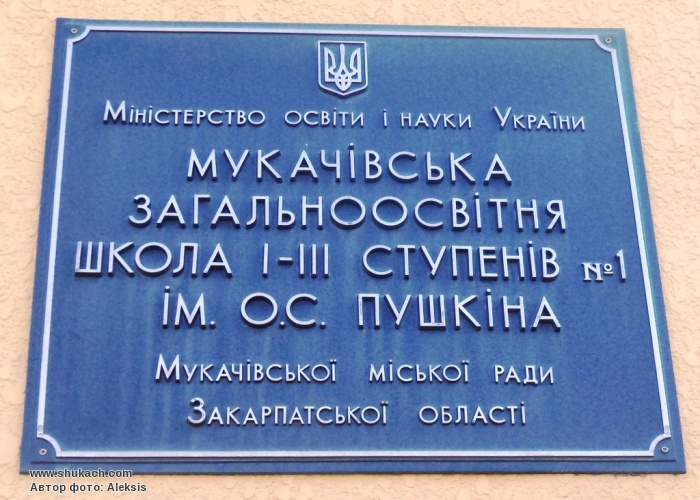 Міністерство освіти і науки України
МУКАЧІВСЬКА
ЗАГАЛЬНООСВІТНЯ
ШКОЛА І-ІІІ СТУПЕНІВ №1
ІМ. О.С. ПУШКІНА
Мукачівської міської ради
Закарпатської області
www.shukach.com
Автор фото: Aleksis